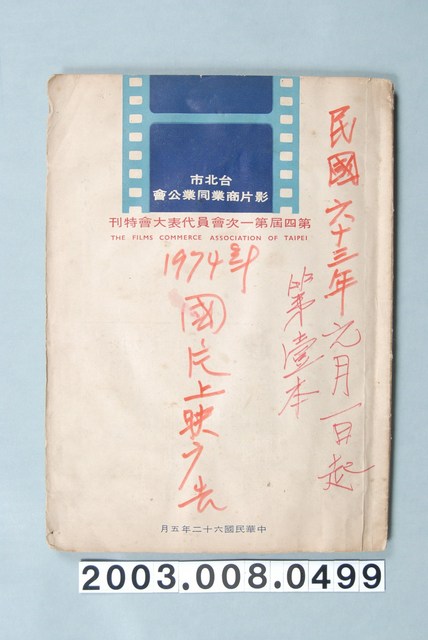 台北市
影片商業同業公會
第四屆第一次會員代表大會特刊
THE FILMS COMMERCE ASSOCIATION OF TAIPEI
民國六十三年元月一日起
第壹本
1974年
國片上映广告
中華民國六十二年五月
2003.008.0499